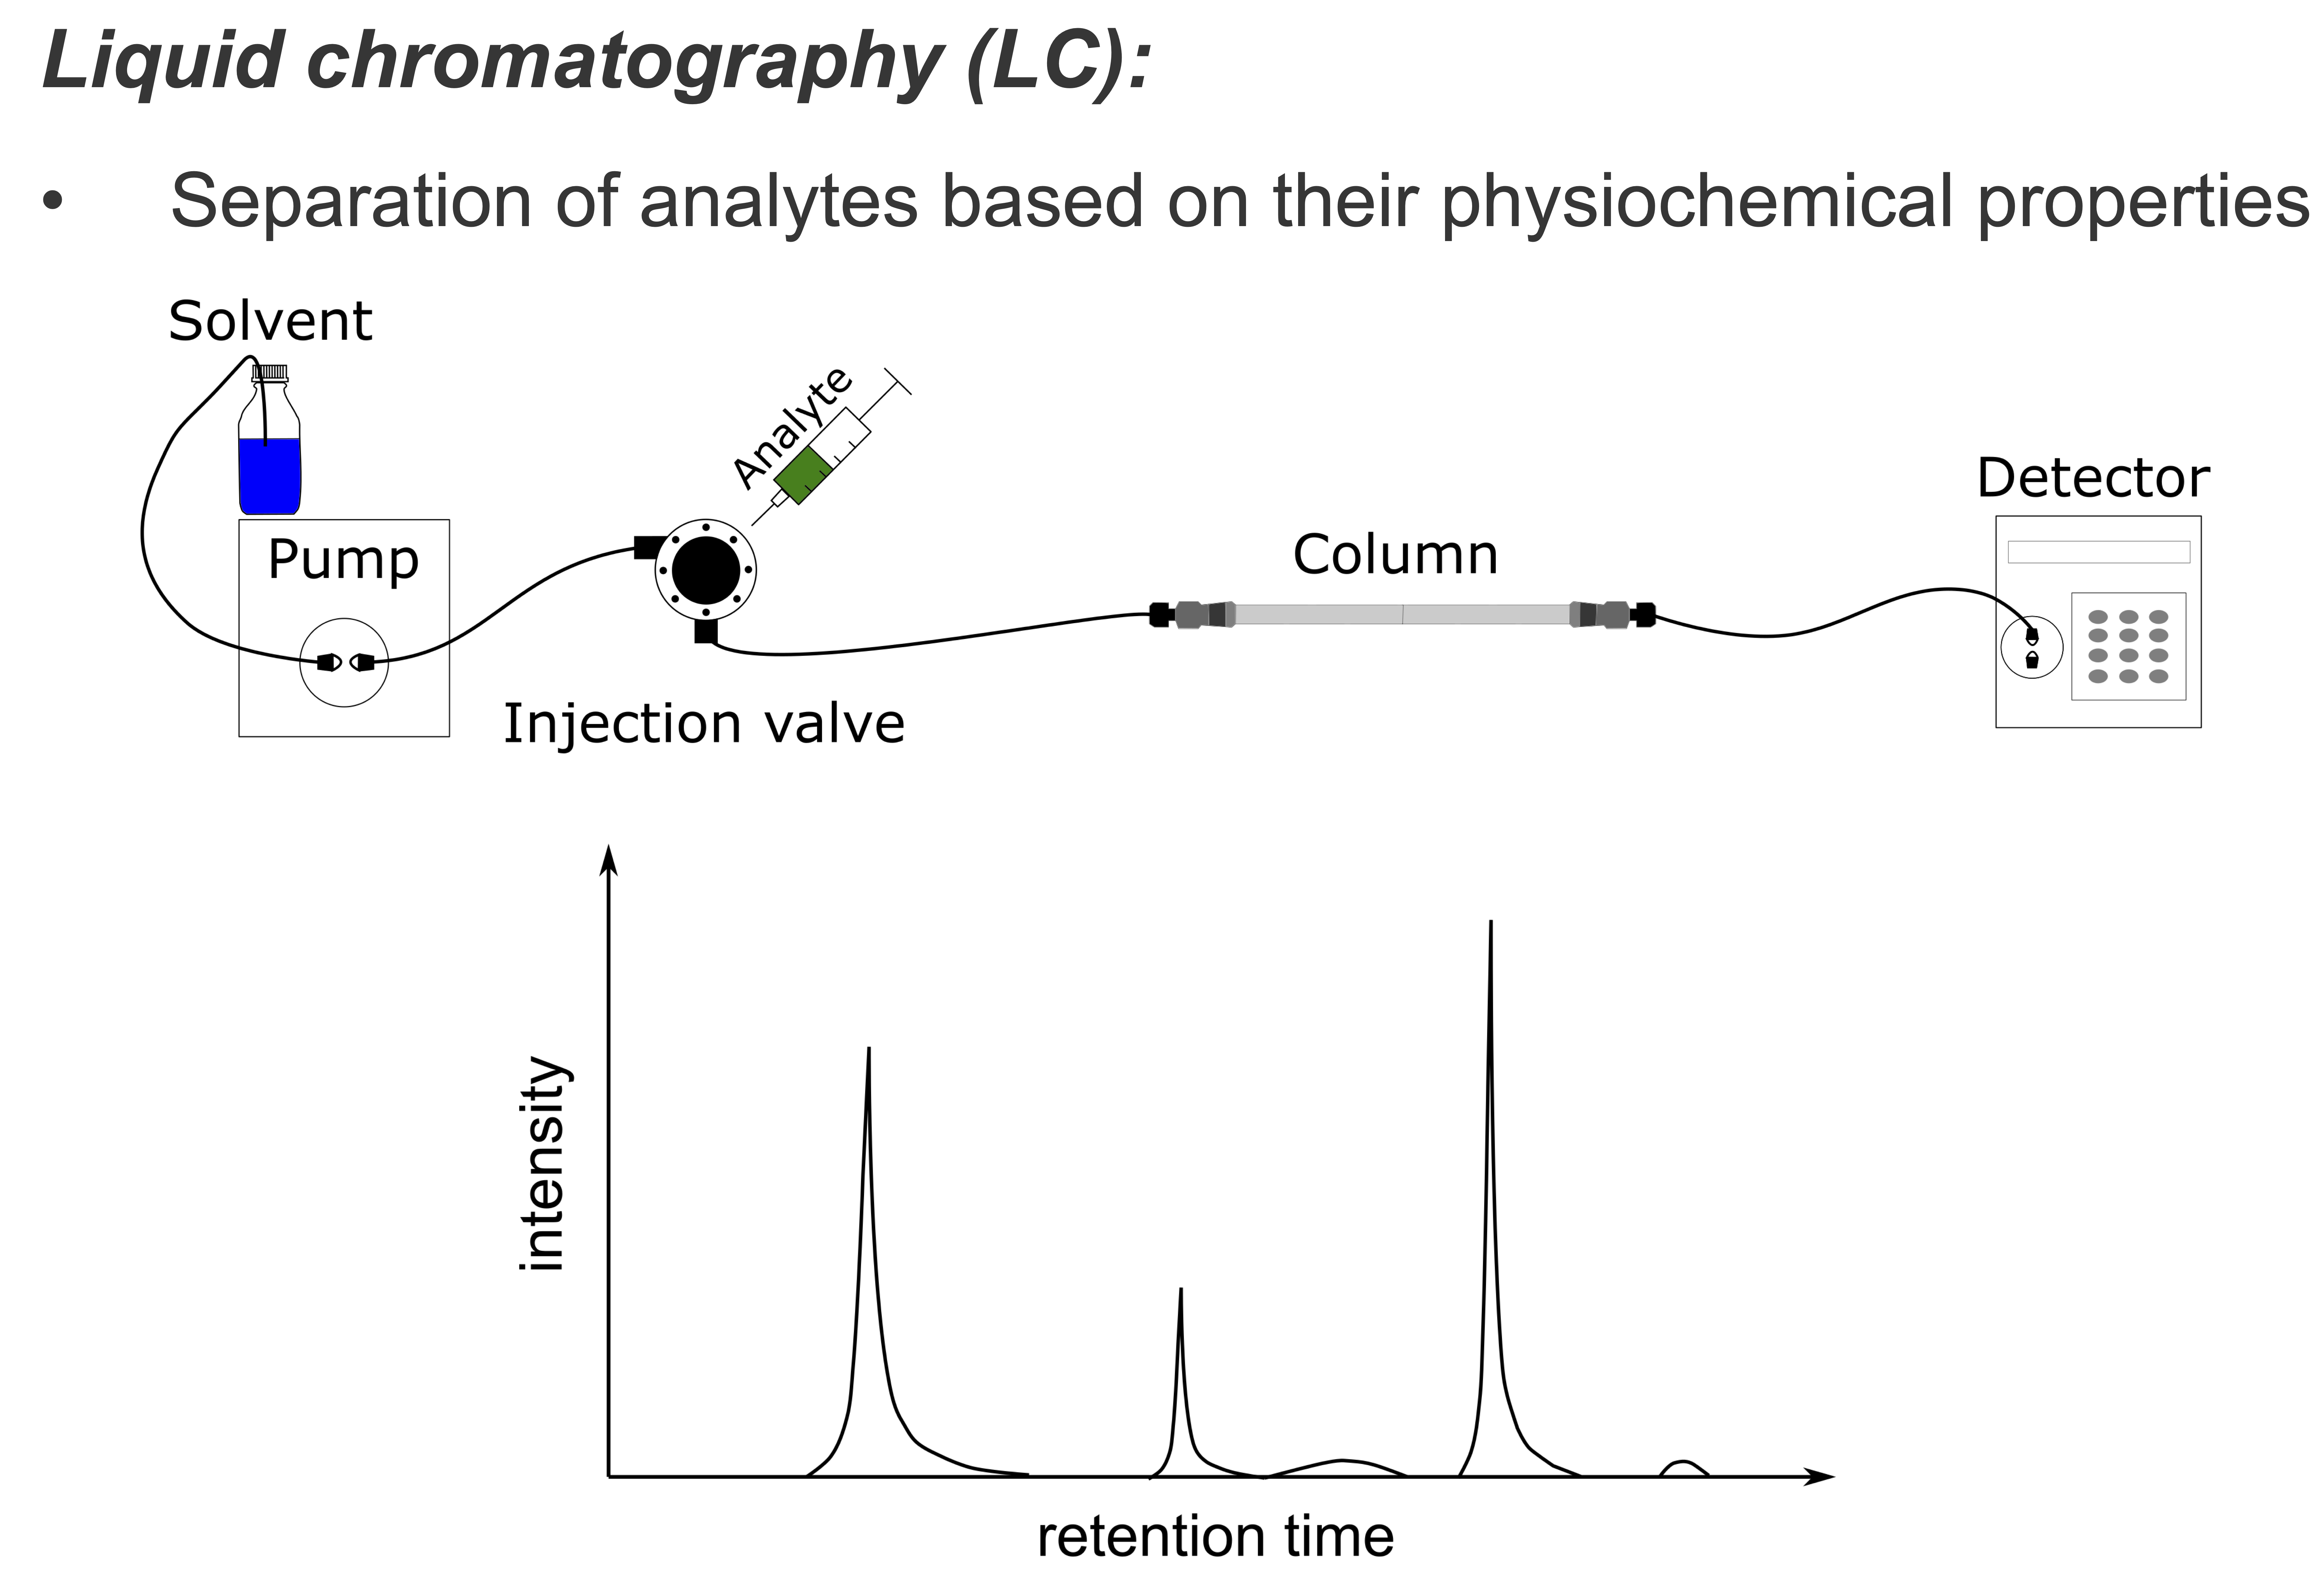 Liquid chromatography (LC):
• Separation of analytes based on their physiochemical properties
Solvent
Analyte
Detector
Pump
Column
Injection valve
intensity
retention time